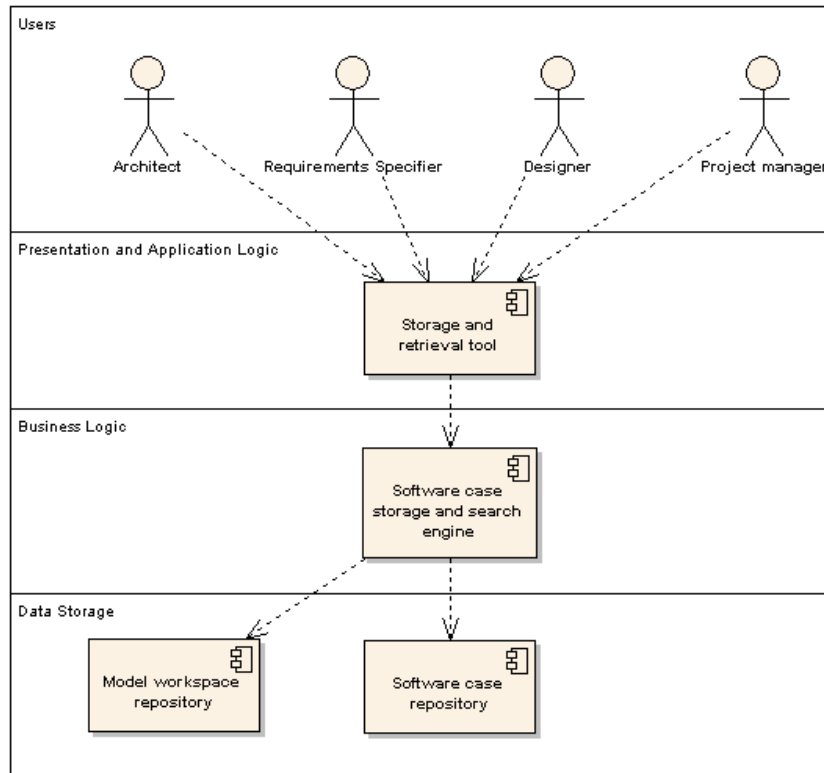 Users
Architect
Requirements Specifier
Designer
Project manager
Presentation and Application Logic
Storage and
retrieval tool
Business Logic
Software case
storage and search
engine
Data Storage
Model workspace
repository
Software case
repository